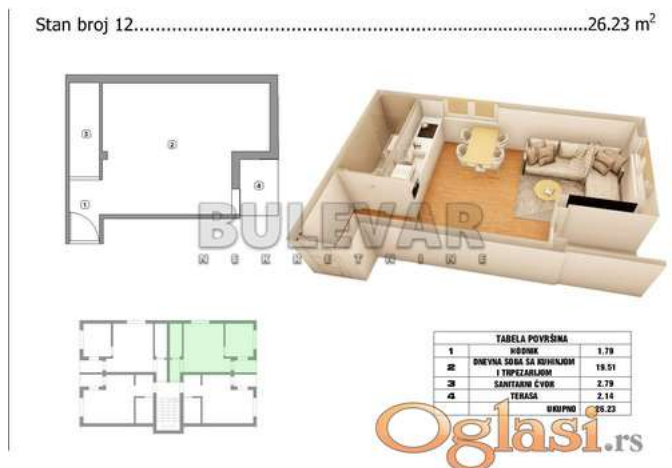 Stan broj 12........................................26.23 m²
3
2
4
1
BULEVAR
NEKRETNINE
TABELA POVRŠINA
1 HODNIK 1.79
2 DNEVNA SOBA SA KUHINJOM I TRPEZARIJOM 19.51
3 SANITARNI ČVOR 2.79
4 TERASA 2.14
UKUPNO 26.23
Oglasi.rs